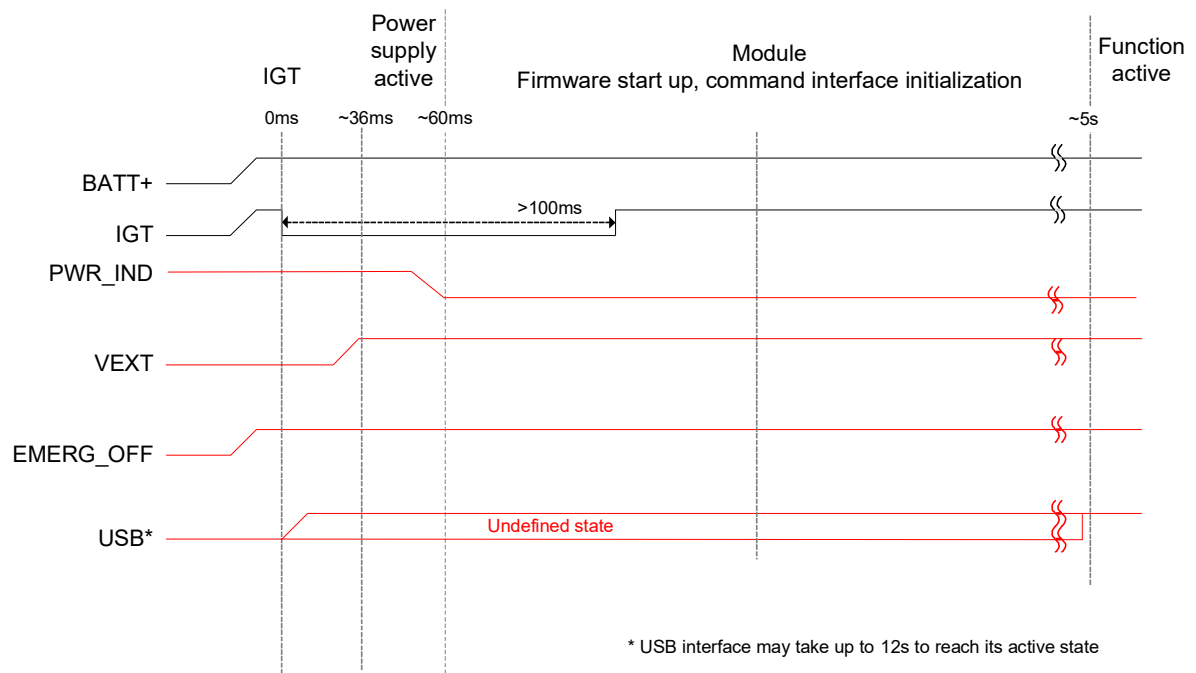 Power
supply
active
IGT
Module
Firmware start up, command interface initialization
Function
active
0ms
~36ms
~60ms
~5s
BATT+
>100ms
IGT
PWR_IND
VEXT
EMERG_OFF
Undefined state
USB*
* USB interface may take up to 12s to reach its active state